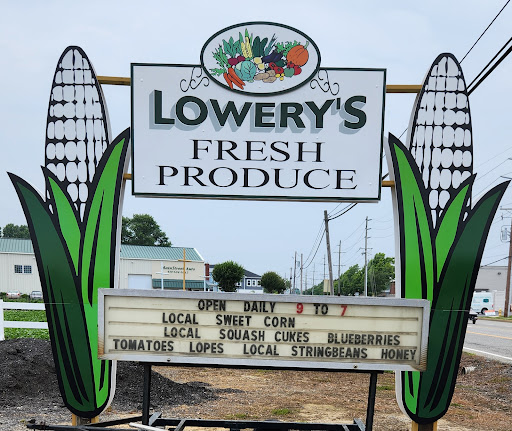 LOWERY'S
FRESH
PRODUCE
OPEN DAILY 9 TO 7
LOCAL SWEET CORN
LOCAL SQUASH CUKES BLUEBERRIES
TOMATOES LOPES LOCAL STRINGBEANS HONEY